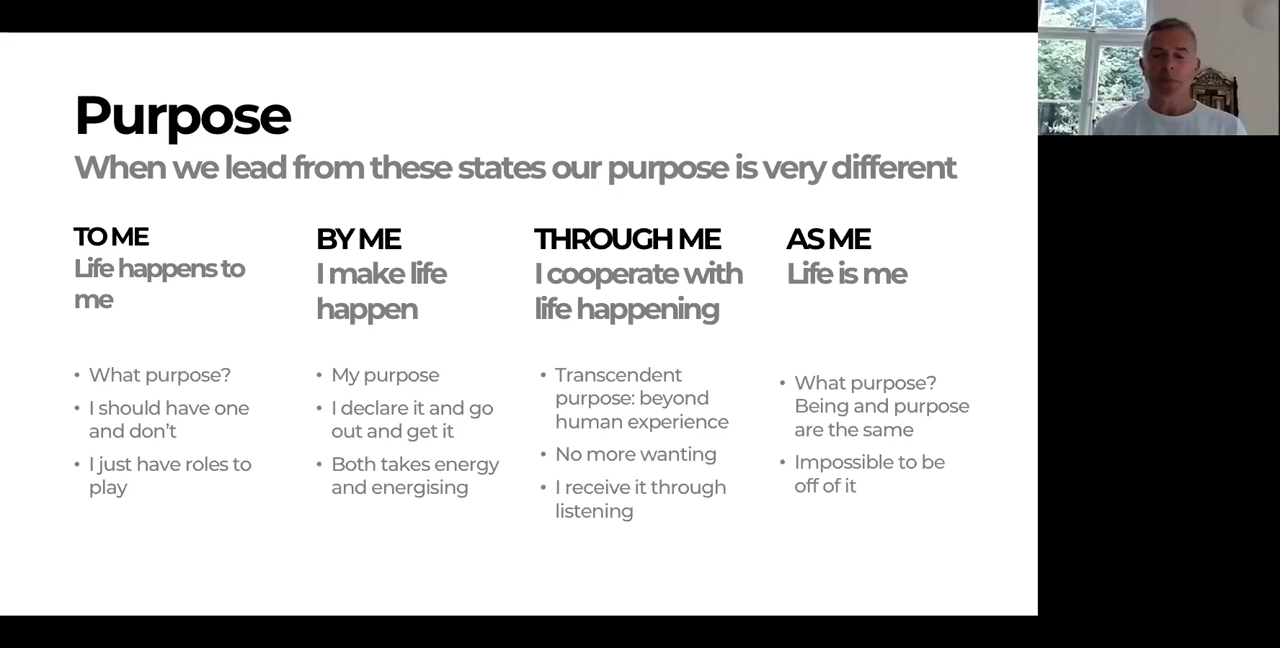 Purpose
When we lead from these states our purpose is very different
TO ME
Life happens to
me
• What purpose?
• I should have one
and don’t
• I just have roles to
play
BY ME
I make life
happen
• My purpose
• I declare it and go
out and get it
• Both takes energy
and energising
THROUGH ME
I cooperate with
life happening
• Transcendent
purpose: beyond
human experience
• No more wanting
• I receive it through
listening
AS ME
Life is me
• What purpose?
Being and purpose
are the same
• Impossible to be
off of it